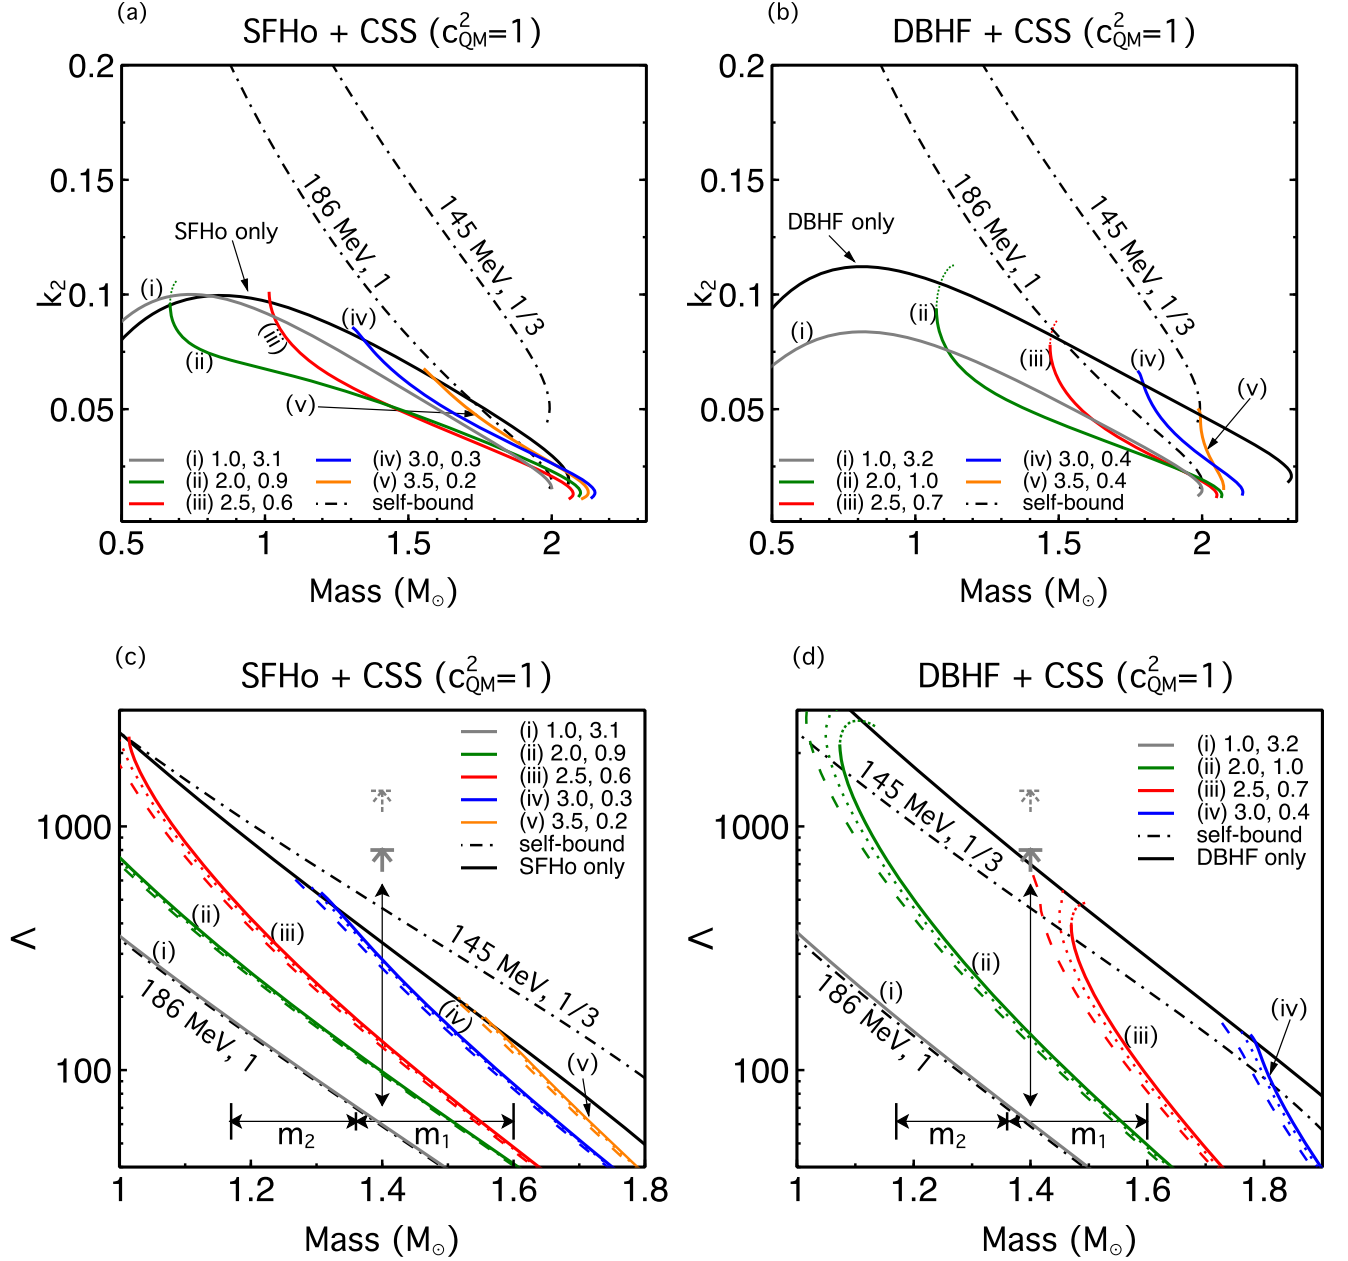 (a)
SFHo + CSS (c²QM=1)
0.2
0.15
0.1
0.05
k₂
186 MeV, 1
145 MeV, 1/3
SFHo only
(i)
(ii)
(iii)
(iv)
(v)
(i) 1.0, 3.1
(ii) 2.0, 0.9
(iii) 2.5, 0.6
(iv) 3.0, 0.3
(v) 3.5, 0.2
self-bound
0.5 1 1.5 2
Mass (M☉)
(b)
DBHF + CSS (c²QM=1)
0.2
0.15
0.1
0.05
k₂
186 MeV, 1
145 MeV, 1/3
DBHF only
(i)
(ii)
(iii)
(iv)
(v)
(i) 1.0, 3.2
(ii) 2.0, 1.0
(iii) 2.5, 0.7
(iv) 3.0, 0.4
(v) 3.5, 0.4
self-bound
0.5 1 1.5 2
Mass (M☉)
(c)
SFHo + CSS (c²QM=1)
(i) 1.0, 3.1
(ii) 2.0, 0.9
(iii) 2.5, 0.6
(iv) 3.0, 0.3
(v) 3.5, 0.2
self-bound
SFHo only
1000
100
Λ
145 MeV, 1/3
186 MeV, 1
(i)
(ii)
(iii)
(iv)
(v)
m₂
m₁
1 1.2 1.4 1.6 1.8
Mass (M☉)
(d)
DBHF + CSS (c²QM=1)
(i) 1.0, 3.2
(ii) 2.0, 1.0
(iii) 2.5, 0.7
(iv) 3.0, 0.4
self-bound
DBHF only
1000
100
Λ
145 MeV, 1/3
186 MeV, 1
(i)
(ii)
(iii)
(iv)
m₂
m₁
1 1.2 1.4 1.6 1.8
Mass (M☉)